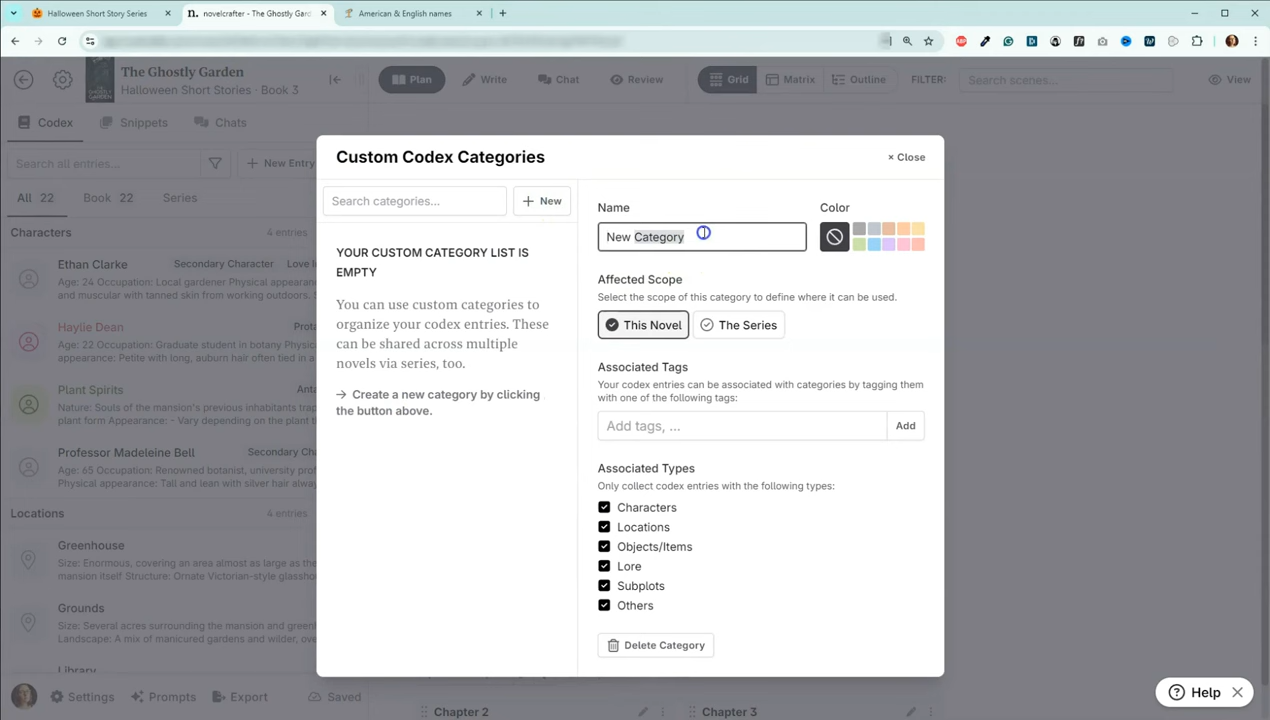 Halloween Short Story Series
novelcrafter - The Ghostly Gard
American & English names
The Ghostly Garden
Halloween Short Stories · Book 3
Plan
Write
Chat
Review
Grid
Matrix
Outline
FILTER:
Search scenes...
View
Codex
Snippets
Chats
Search all entries...
New Entry
All 22
Book 22
Series
Characters
4 entries
Ethan Clarke
Secondary Character
Love In
Age: 24 Occupation: Local gardener Physical appearance
and muscular with tanned skin from working outdoors.
Haylie Dean
Prota
Age: 22 Occupation: Graduate student in botany
Physical appearance: Petite with long, auburn hair often tied in a
Plant Spirits
Anta
Nature: Souls of the mansion's previous inhabitants trap
plant form Appearance: - Vary depending on the plant
Professor Madeleine Bell
Secondary Cha
Age: 65 Occupation: Renowned botanist, university prof
Physical appearance: Tall and lean with silver hair always
Locations
4 entries
Greenhouse
Size: Enormous, covering an area almost as large as the
mansion itself Structure: Ornate Victorian-style glassho
Grounds
Size: Several acres surrounding the mansion and greenh
Landscape: A mix of manicured gardens and wilder, ove
Library
Settings
Prompts
Export
Saved
Custom Codex Categories
× Close
Search categories...
New
YOUR CUSTOM CATEGORY LIST IS
EMPTY
You can use custom categories to
organize your codex entries. These
can be shared across multiple
novels via series, too.
→ Create a new category by clicking
the button above.
Name
Color
New Category
Affected Scope
Select the scope of this category to define where it can be used.
This Novel
The Series
Associated Tags
Your codex entries can be associated with categories by tagging them
with one of the following tags:
Add tags, ...
Add
Associated Types
Only collect codex entries with the following types:
Characters
Locations
Objects/Items
Lore
Subplots
Others
Delete Category
Chapter 2
Chapter 3
Help